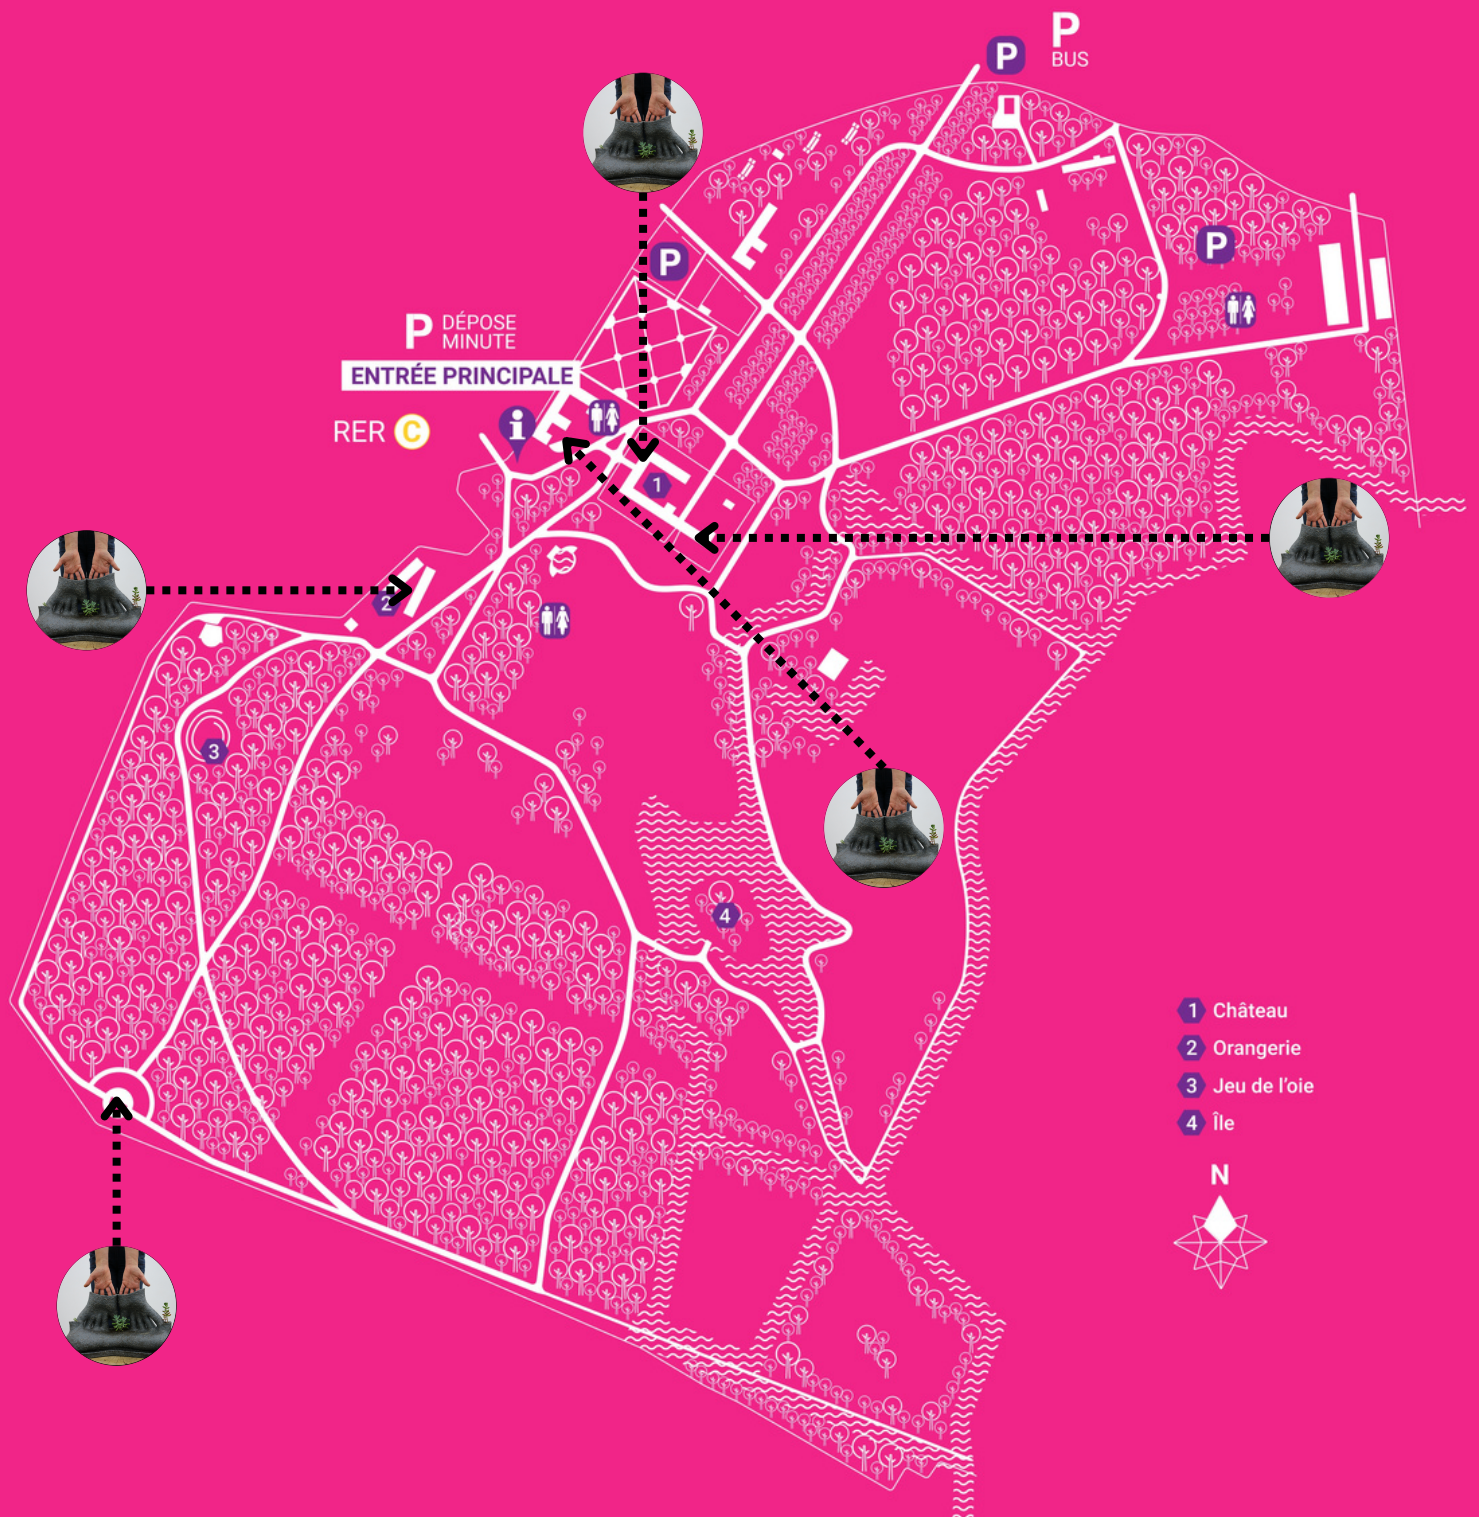 P
P
BUS
P
P
P DÉPOSE
MINUTE
ENTRÉE PRINCIPALE
RER C
i
1
2
3
4
1 Château
2 Orangerie
3 Jeu de l'oie
4 Île
N